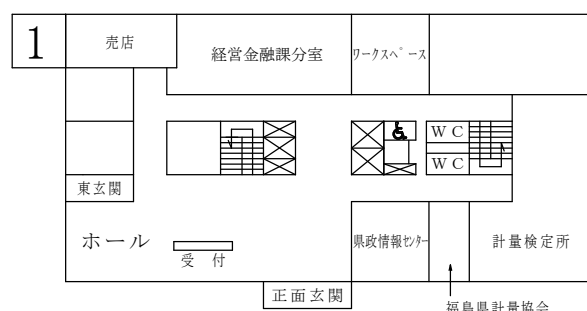 1
売店
経営金融課分室
ワークスペース
WC
WC
東玄関
ホール
受 付
県政情報センター
計量検定所
正面玄関
福島県計量協会